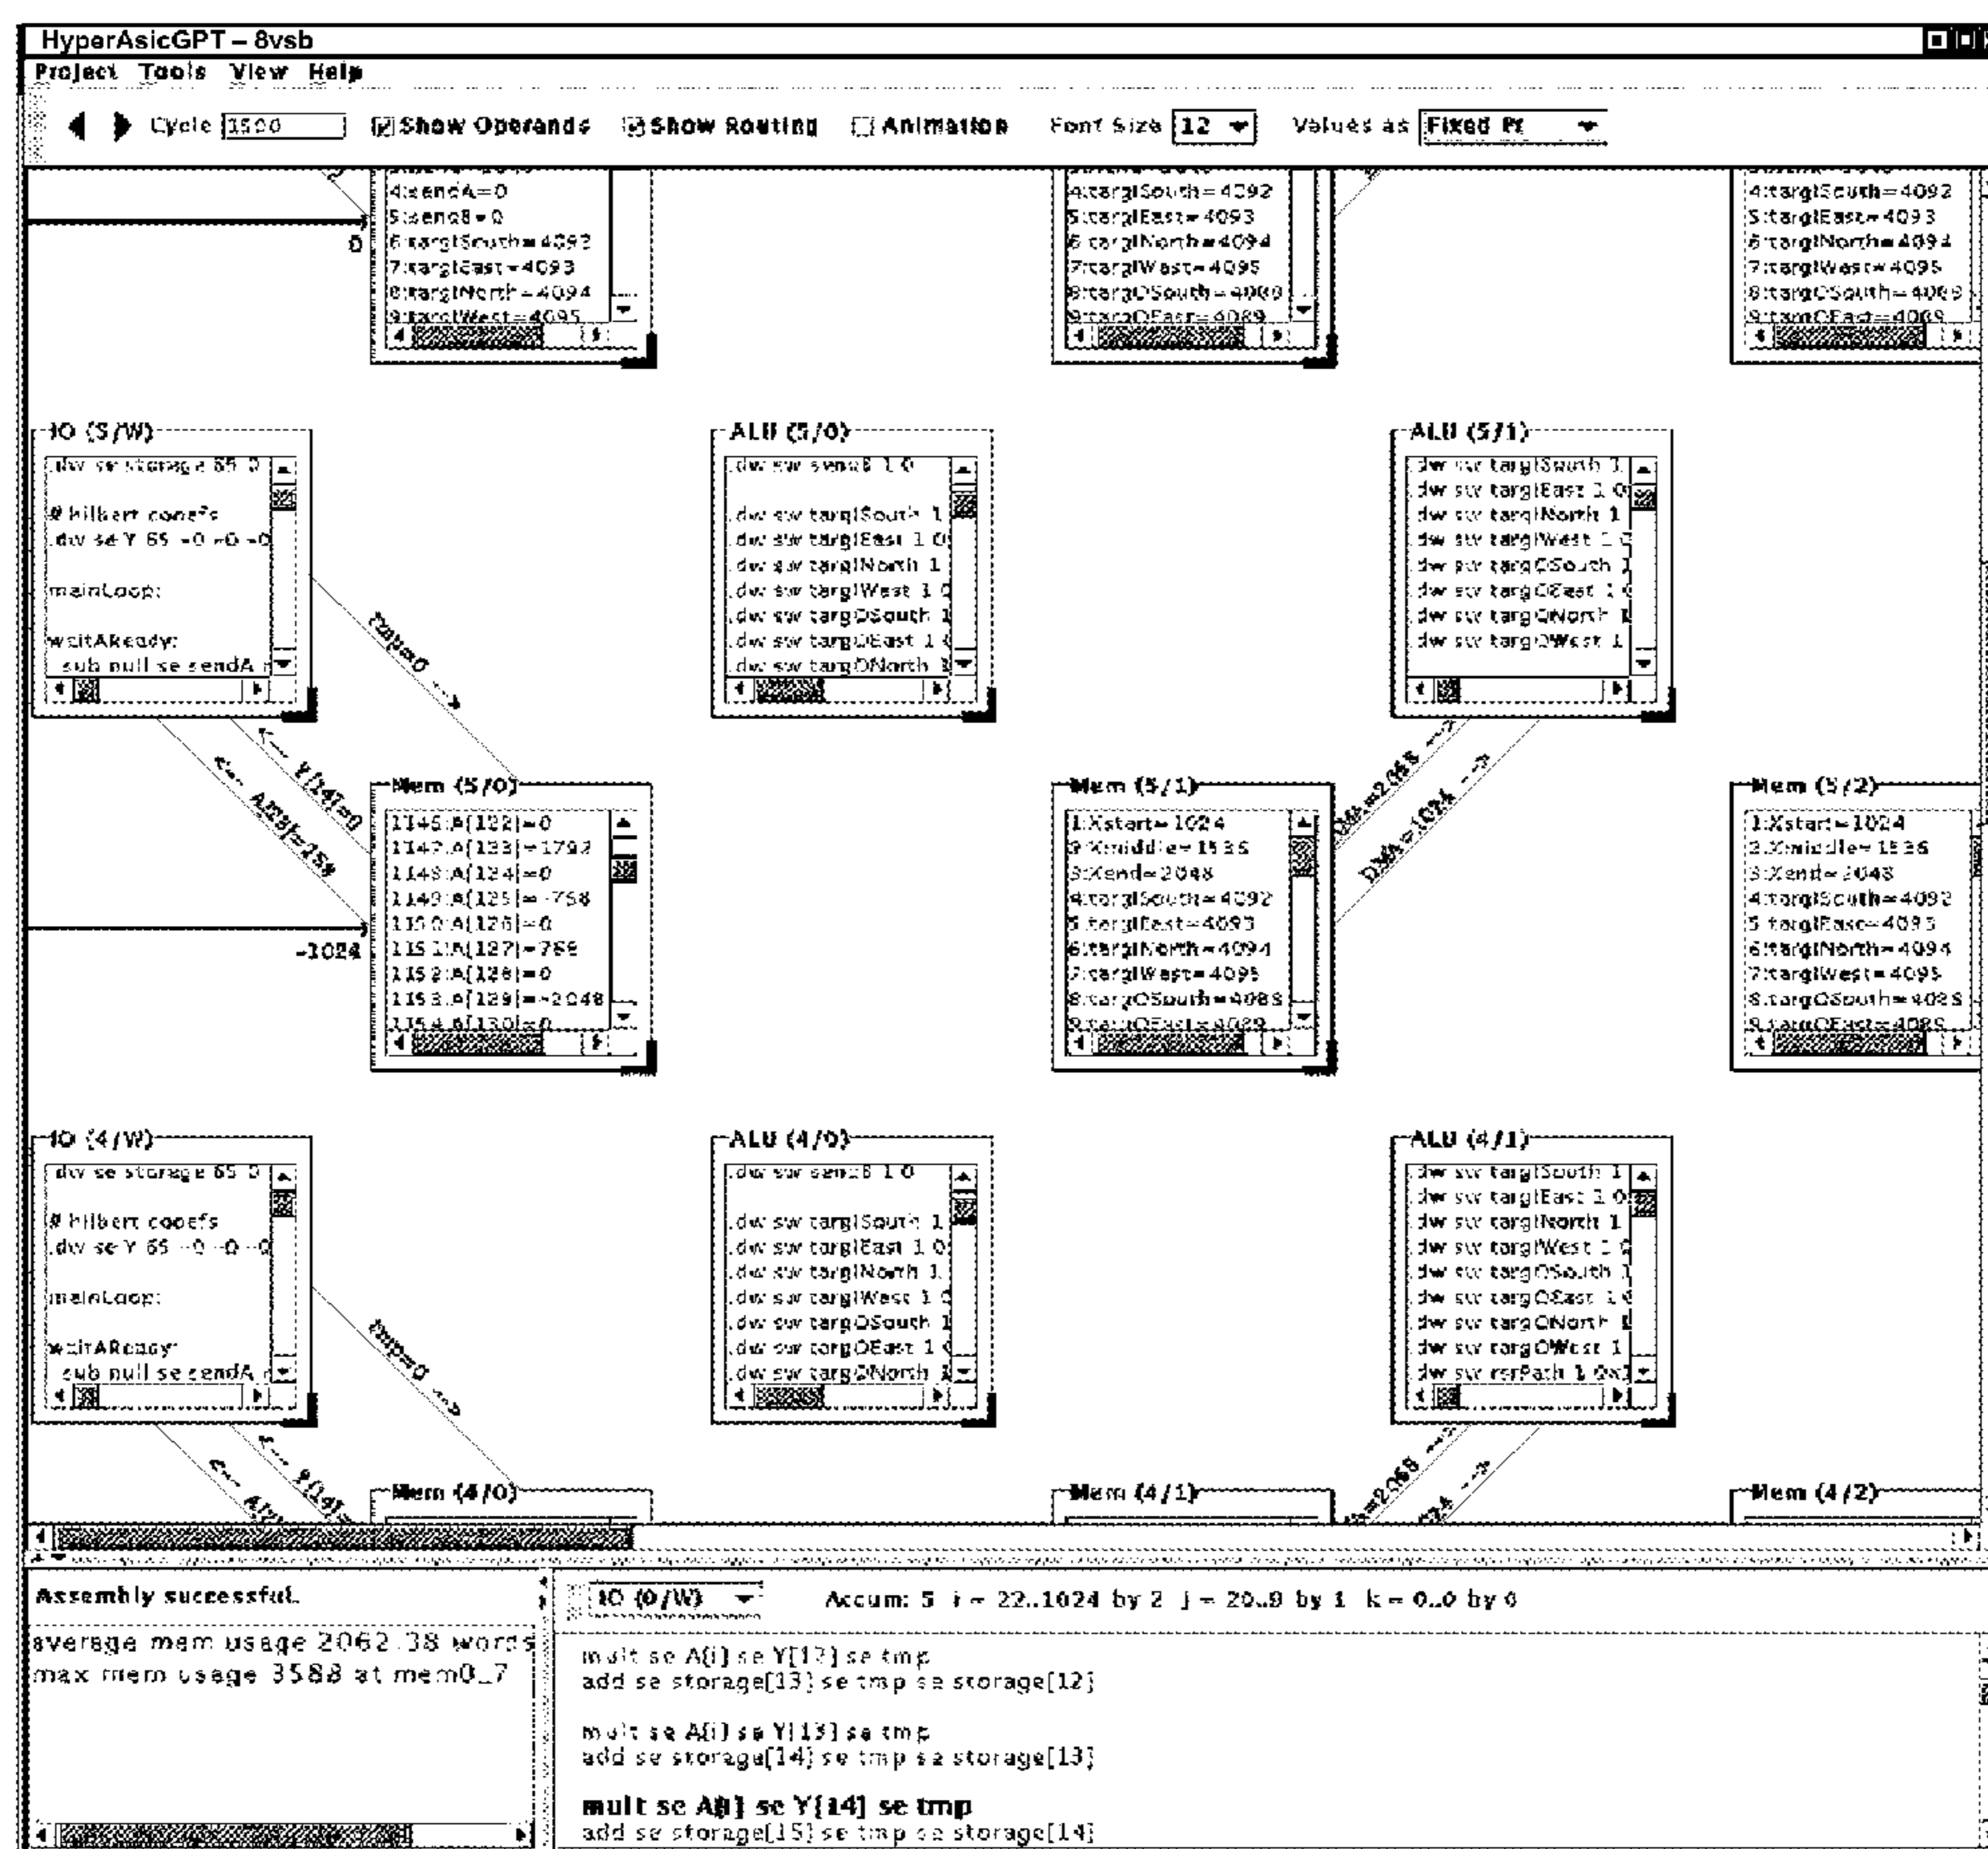 HyperAsicGPT – 8vsb
Project Tools View Help
Cycle 1500 Show Operands Show Routing Animation Font Size 12 Values as Fixed Pt
4:sendA=0
5:sendB=0
6:targISouth=4092
7:targIEast=4093
8:targINorth=4094
9:targIWest=4095
0
4:targISouth=4092
5:targIEast=4093
6:targINorth=4094
7:targIWest=4095
8:targOSouth=4088
9:targOEast=4089
4:targISouth=4092
5:targIEast=4093
6:targINorth=4094
7:targIWest=4095
8:targOSouth=4088
9:targOEast=4089
IO (5/W)
.dw se storage 65 0
# hilbert cooefs
.dw se Y 65 -0 -0 -0
mainLoop:
waitAReady:
sub null se sendA
ALU (5/0)
.dw sw sendB 1 0
.dw sw targISouth 1
.dw sw targIEast 1 0
.dw sw targINorth 1
.dw sw targIWest 1 0
.dw sw targOSouth 1
.dw sw targOEast 1
.dw sw targONorth
ALU (5/1)
.dw sw targISouth 1
.dw sw targIEast 1 0
.dw sw targINorth 1
.dw sw targIWest 1
.dw sw targOSouth
.dw sw targOEast 1
.dw sw targONorth
.dw sw targOWest 1
tmp=0 -->
<-- Y[14]=0
<--
-1024
Mem (5/0)
1146:A[122]=0
1147:A[123]=1792
1148:A[124]=0
1149:A[125]=-768
1150:A[126]=0
1151:A[127]=768
1152:A[128]=0
1153:A[129]=-2048
1154:A[130]=0
Mem (5/1)
1:Xstart=1024
2:Xmiddle=1536
3:Xend=2048
4:targISouth=4092
5:targIEast=4093
6:targINorth=4094
7:targIWest=4095
8:targOSouth=4088
9:targOEast=4089
-->
-->
Mem (5/2)
1:Xstart=1024
2:Xmiddle=1536
3:Xend=2048
4:targISouth=4092
5:targIEast=4093
6:targINorth=4094
7:targIWest=4095
8:targOSouth=4088
9:targOEast=4089
IO (4/W)
.dw se storage 65 0
# hilbert cooefs
.dw se Y 65 -0 -0 -0
mainLoop:
waitAReady:
sub null se sendA
ALU (4/0)
.dw sw sendB 1 0
.dw sw targISouth 1
.dw sw targIEast 1 0
.dw sw targINorth 1
.dw sw targIWest 1 0
.dw sw targOSouth 1
.dw sw targOEast 1
.dw sw targONorth
ALU (4/1)
.dw sw targISouth 1
.dw sw targIEast 1 0
.dw sw targINorth 1
.dw sw targIWest 1
.dw sw targOSouth
.dw sw targOEast 1
.dw sw targONorth
.dw sw targOWest 1
.dw sw rsrPath 1
tmp=0 -->
Mem (4/0)
Mem (4/1)
Mem (4/2)
Assembly successful.
average mem usage 2062.38 words
max mem usage 3588 at mem0_7
IO (0/W) Accum: 5 i = 22..1024 by 2 j = 20..9 by 1 k = 0..0 by 0
mult se A[i] se Y[12] se tmp
add se storage[13] se tmp se storage[12]
mult se A[i] se Y[13] se tmp
add se storage[14] se tmp se storage[13]
mult se A[i] se Y[14] se tmp
add se storage[15] se tmp se storage[14]